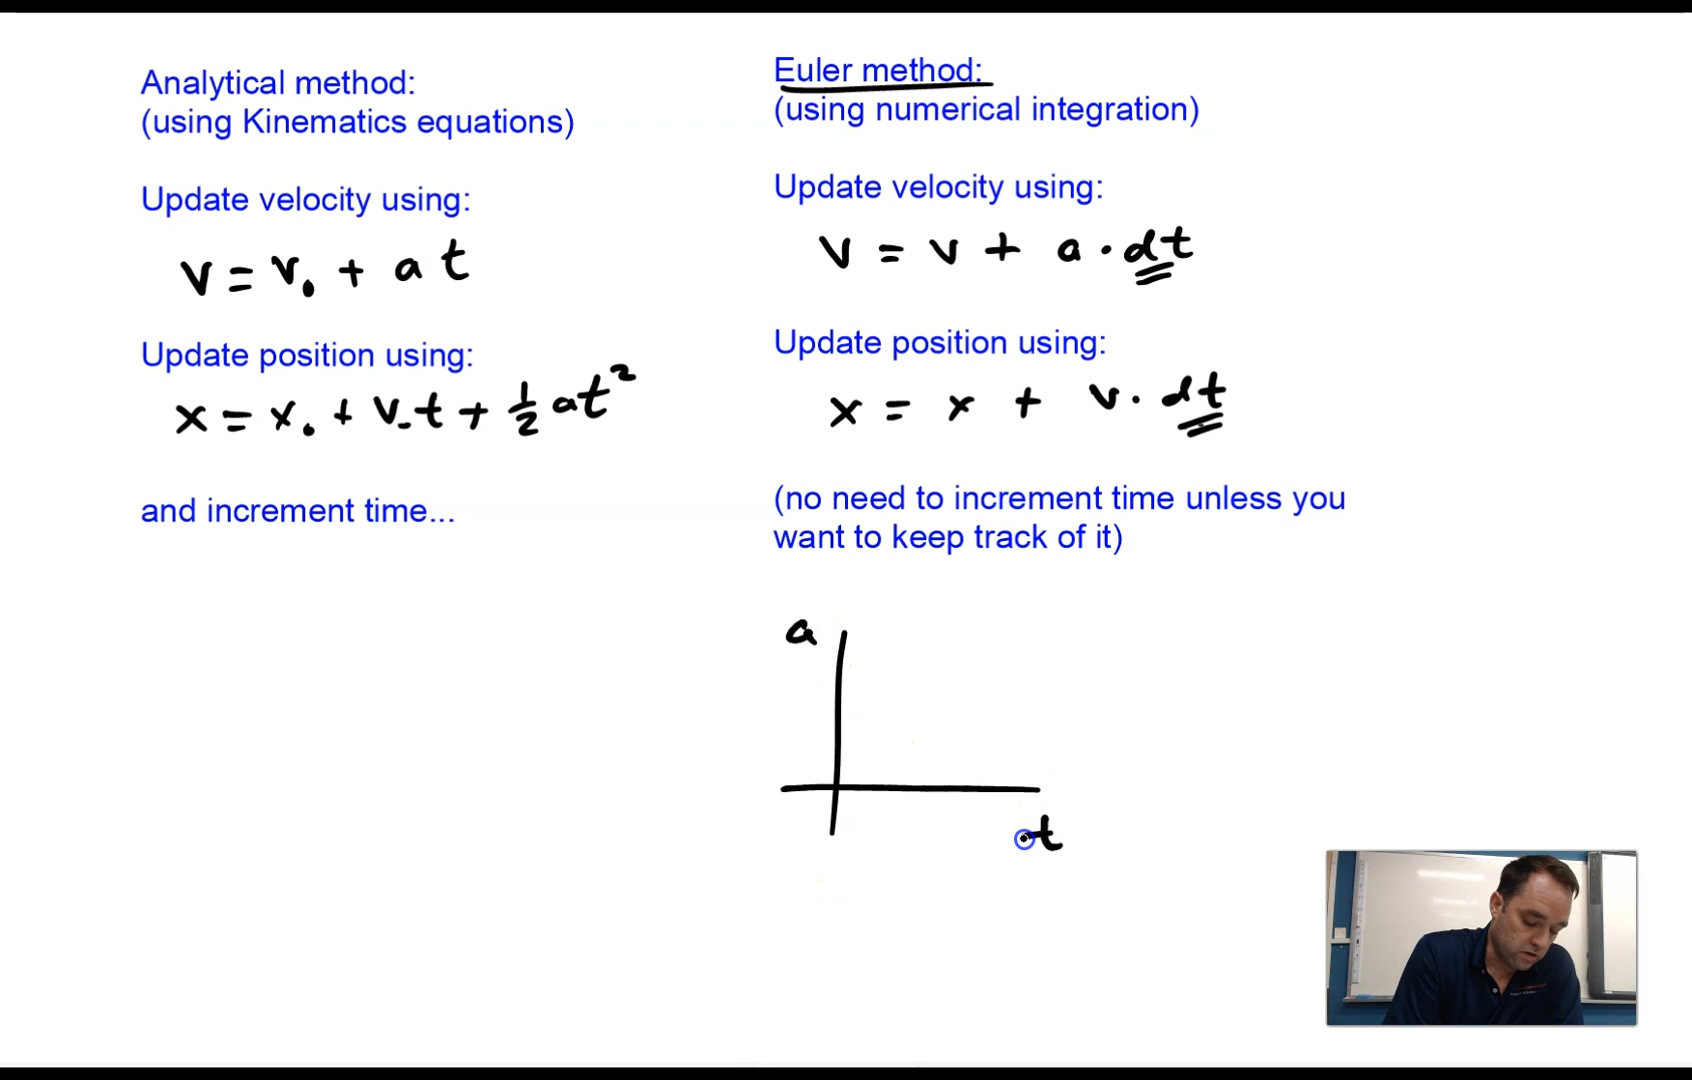 Analytical method:
(using Kinematics equations)
Update velocity using:
v = v₀ + a t
Update position using:
x = x₀ + v₀t + ½ at²
and increment time...
Euler method:
(using numerical integration)
Update velocity using:
v = v + a · dt
Update position using:
x = x + v · dt
(no need to increment time unless you
want to keep track of it)
a
t